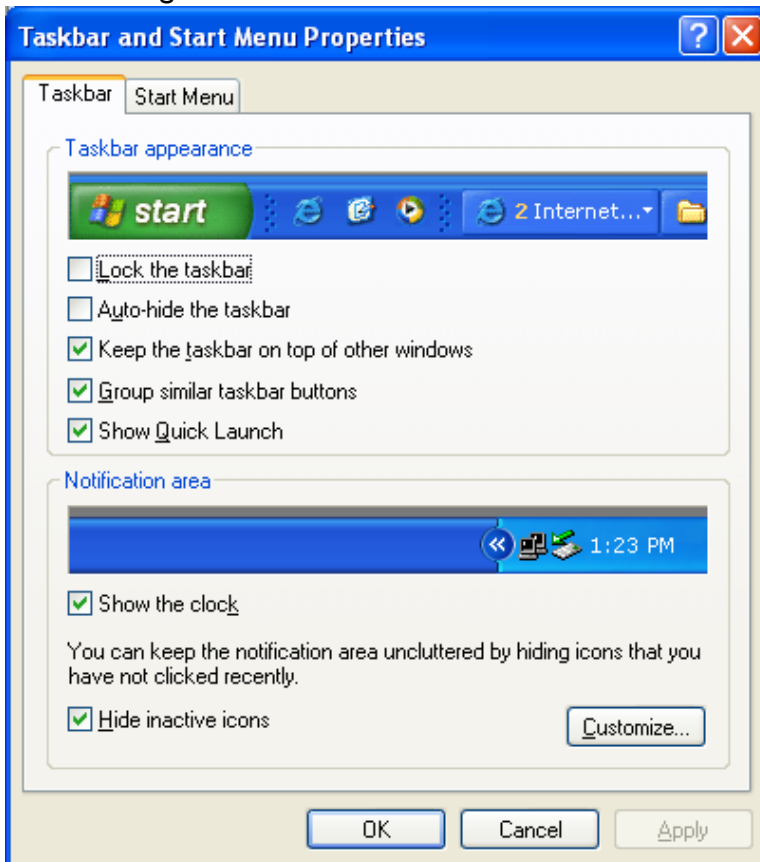 Taskbar and Start Menu Properties
Taskbar
Start Menu
Taskbar appearance
start
2 Internet...
Lock the taskbar
Auto-hide the taskbar
Keep the taskbar on top of other windows
Group similar taskbar buttons
Show Quick Launch
Notification area
1:23 PM
Show the clock
You can keep the notification area uncluttered by hiding icons that you
have not clicked recently.
Hide inactive icons
Customize...
OK
Cancel
Apply